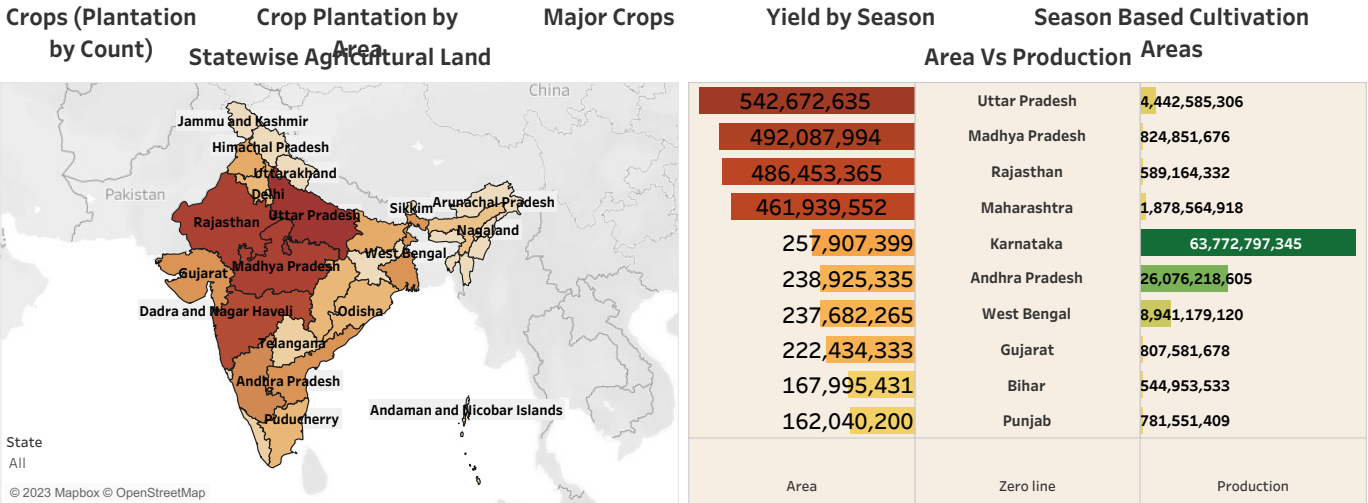 Crops (Plantation by Count)
Crop Plantation by Area
Major Crops
Yield by Season
Season Based Cultivation Areas
Statewise Agricultural Land
Area Vs Production
China
Pakistan
Jammu and Kashmir
Himachal Pradesh
Uttarakhand
Delhi
Rajasthan
Uttar Pradesh
Sikkim
Arunachal Pradesh
Nagaland
West Bengal
Gujarat
Madhya Pradesh
Dadra and Nagar Haveli
Odisha
Telangana
Andhra Pradesh
Puducherry
Andaman and Nicobar Islands
State
All
© 2023 Mapbox © OpenStreetMap
542,672,635 Uttar Pradesh 4,442,585,306
492,087,994 Madhya Pradesh 824,851,676
486,453,365 Rajasthan 589,164,332
461,939,552 Maharashtra 1,878,564,918
257,907,399 Karnataka 63,772,797,345
238,925,335 Andhra Pradesh 26,076,218,605
237,682,265 West Bengal 8,941,179,120
222,434,333 Gujarat 807,581,678
167,995,431 Bihar 544,953,533
162,040,200 Punjab 781,551,409
Area Zero line Production